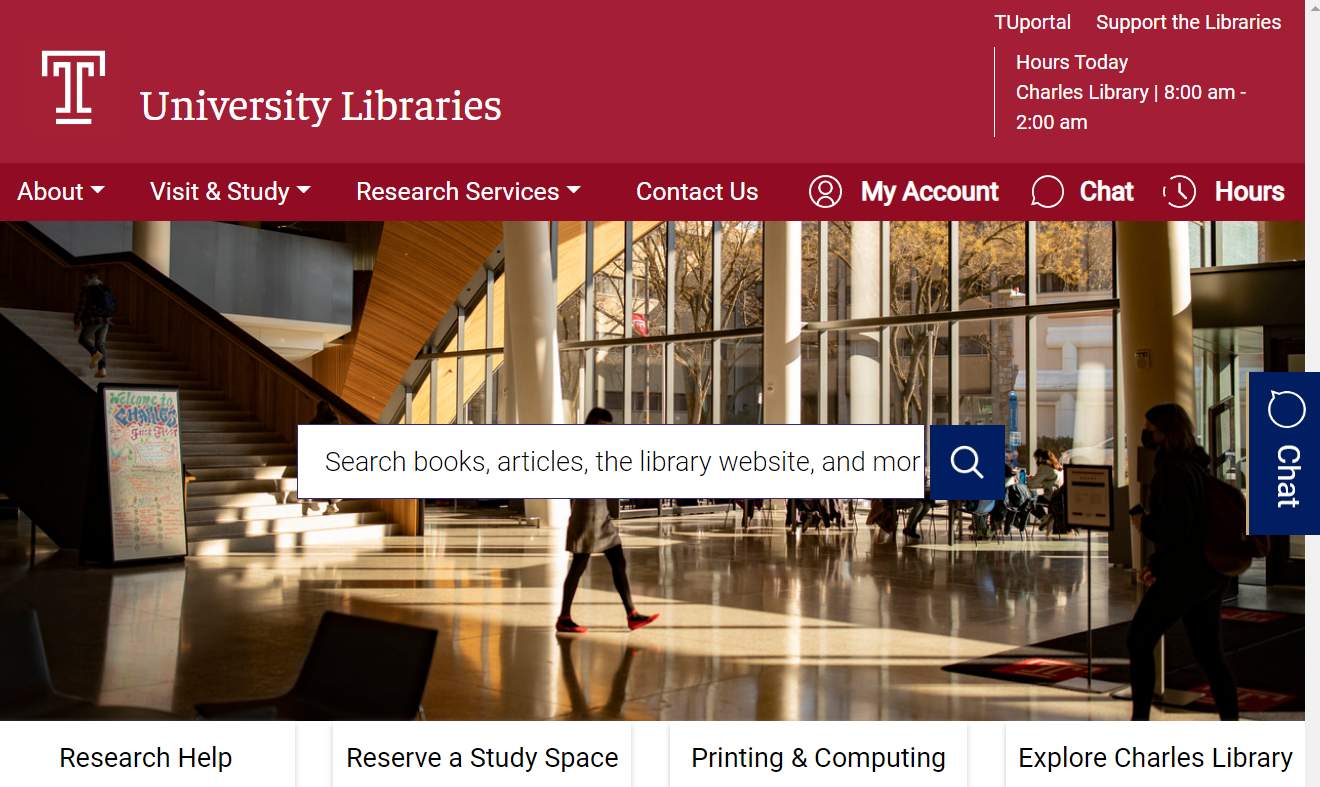 TUportal Support the Libraries
Hours Today
Charles Library | 8:00 am -
2:00 am
T
University Libraries
About Visit & Study Research Services Contact Us My Account Chat Hours
Welcome to
CHARLES
Search books, articles, the library website, and mor
Chat
Research Help Reserve a Study Space Printing & Computing Explore Charles Library